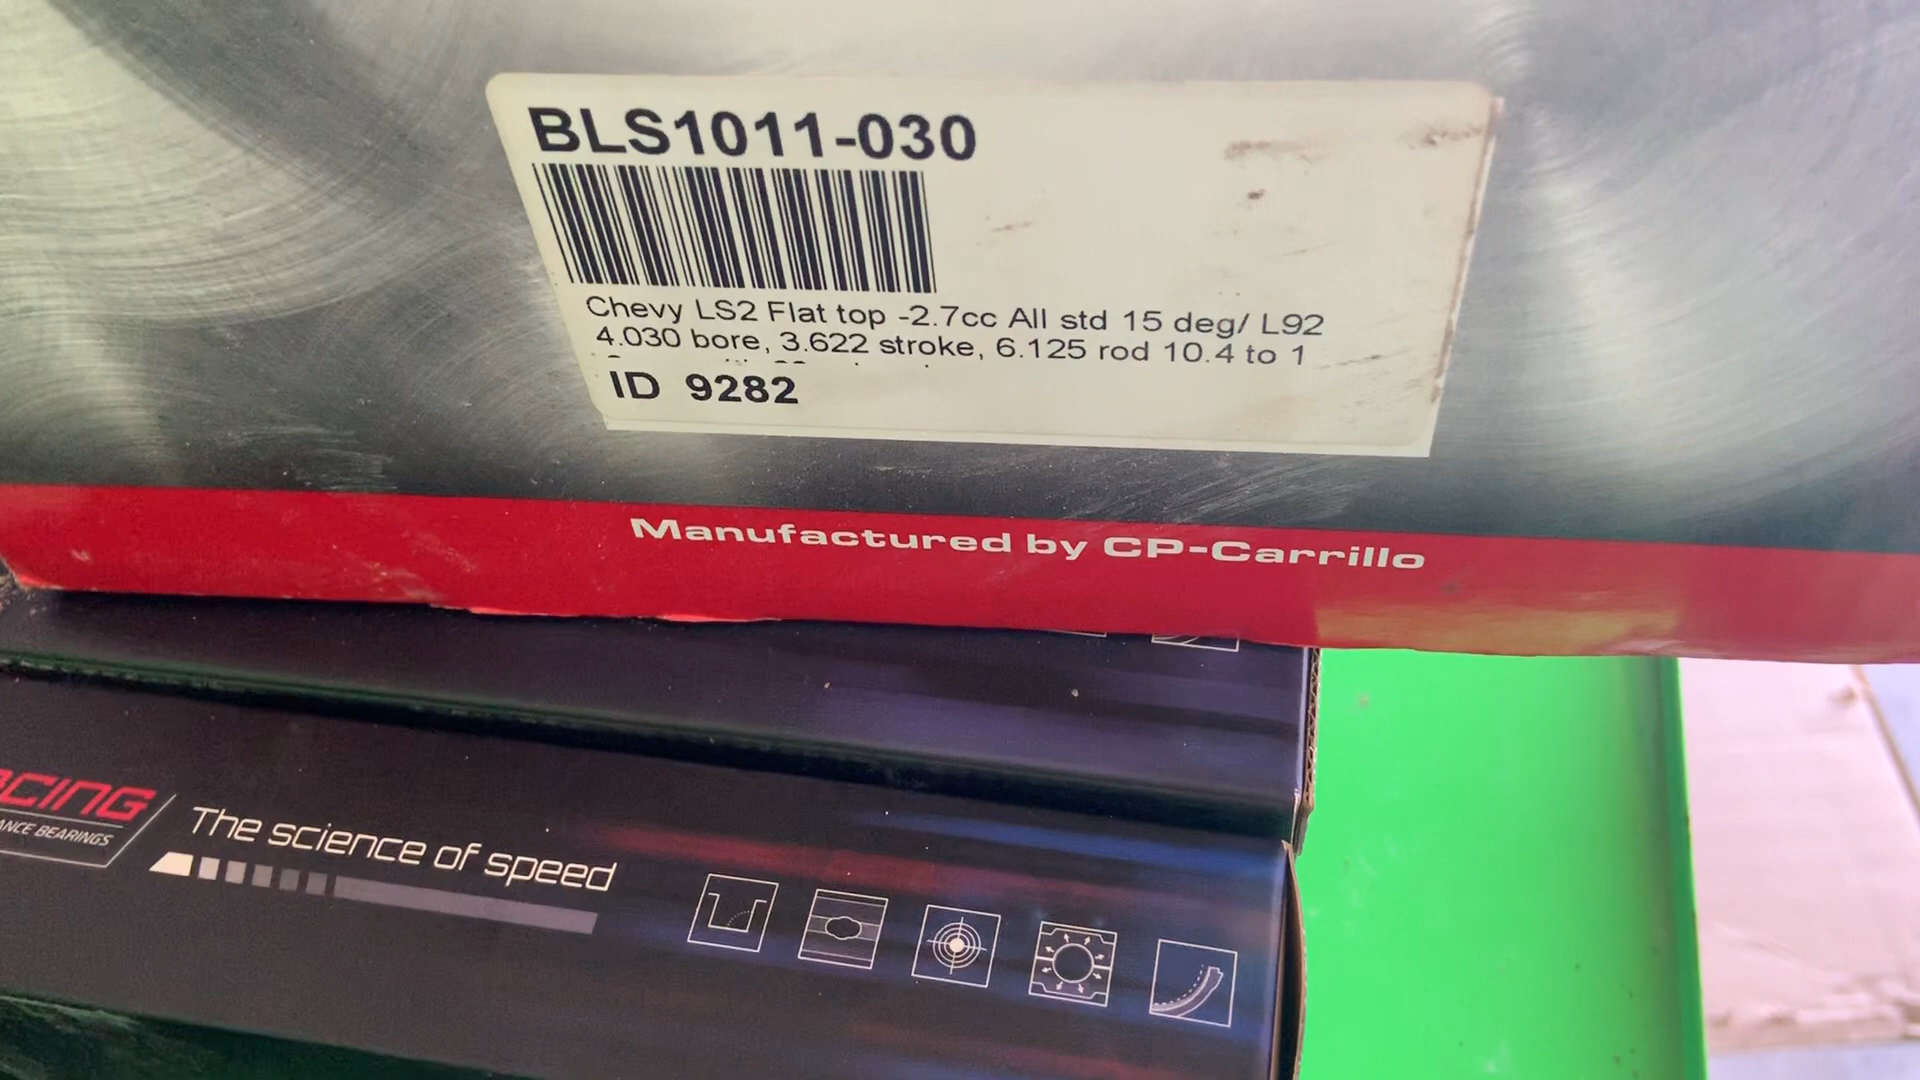 BLS1011-030
Chevy LS2 Flat top -2.7cc All std 15 deg/ L92
4.030 bore, 3.622 stroke, 6.125 rod 10.4 to 1
ID 9282
Manufactured by CP-Carrillo
The science of speed
BEARINGS